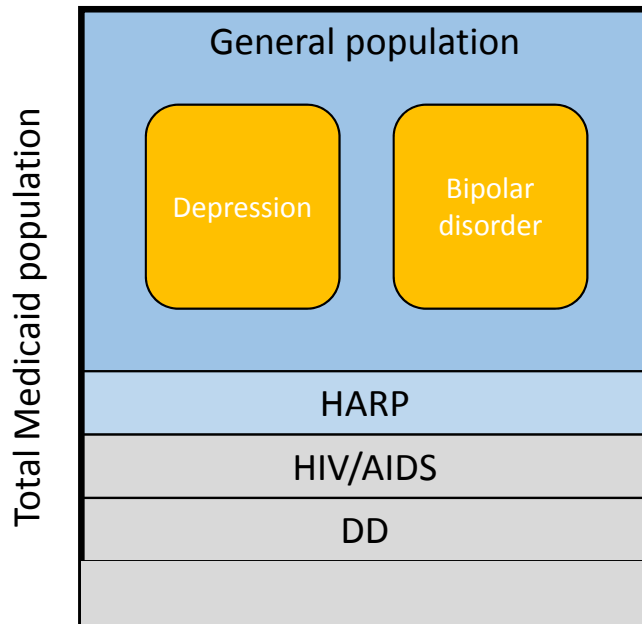 Total Medicaid population
General population
Depression
Bipolar
disorder
HARP
HIV/AIDS
DD